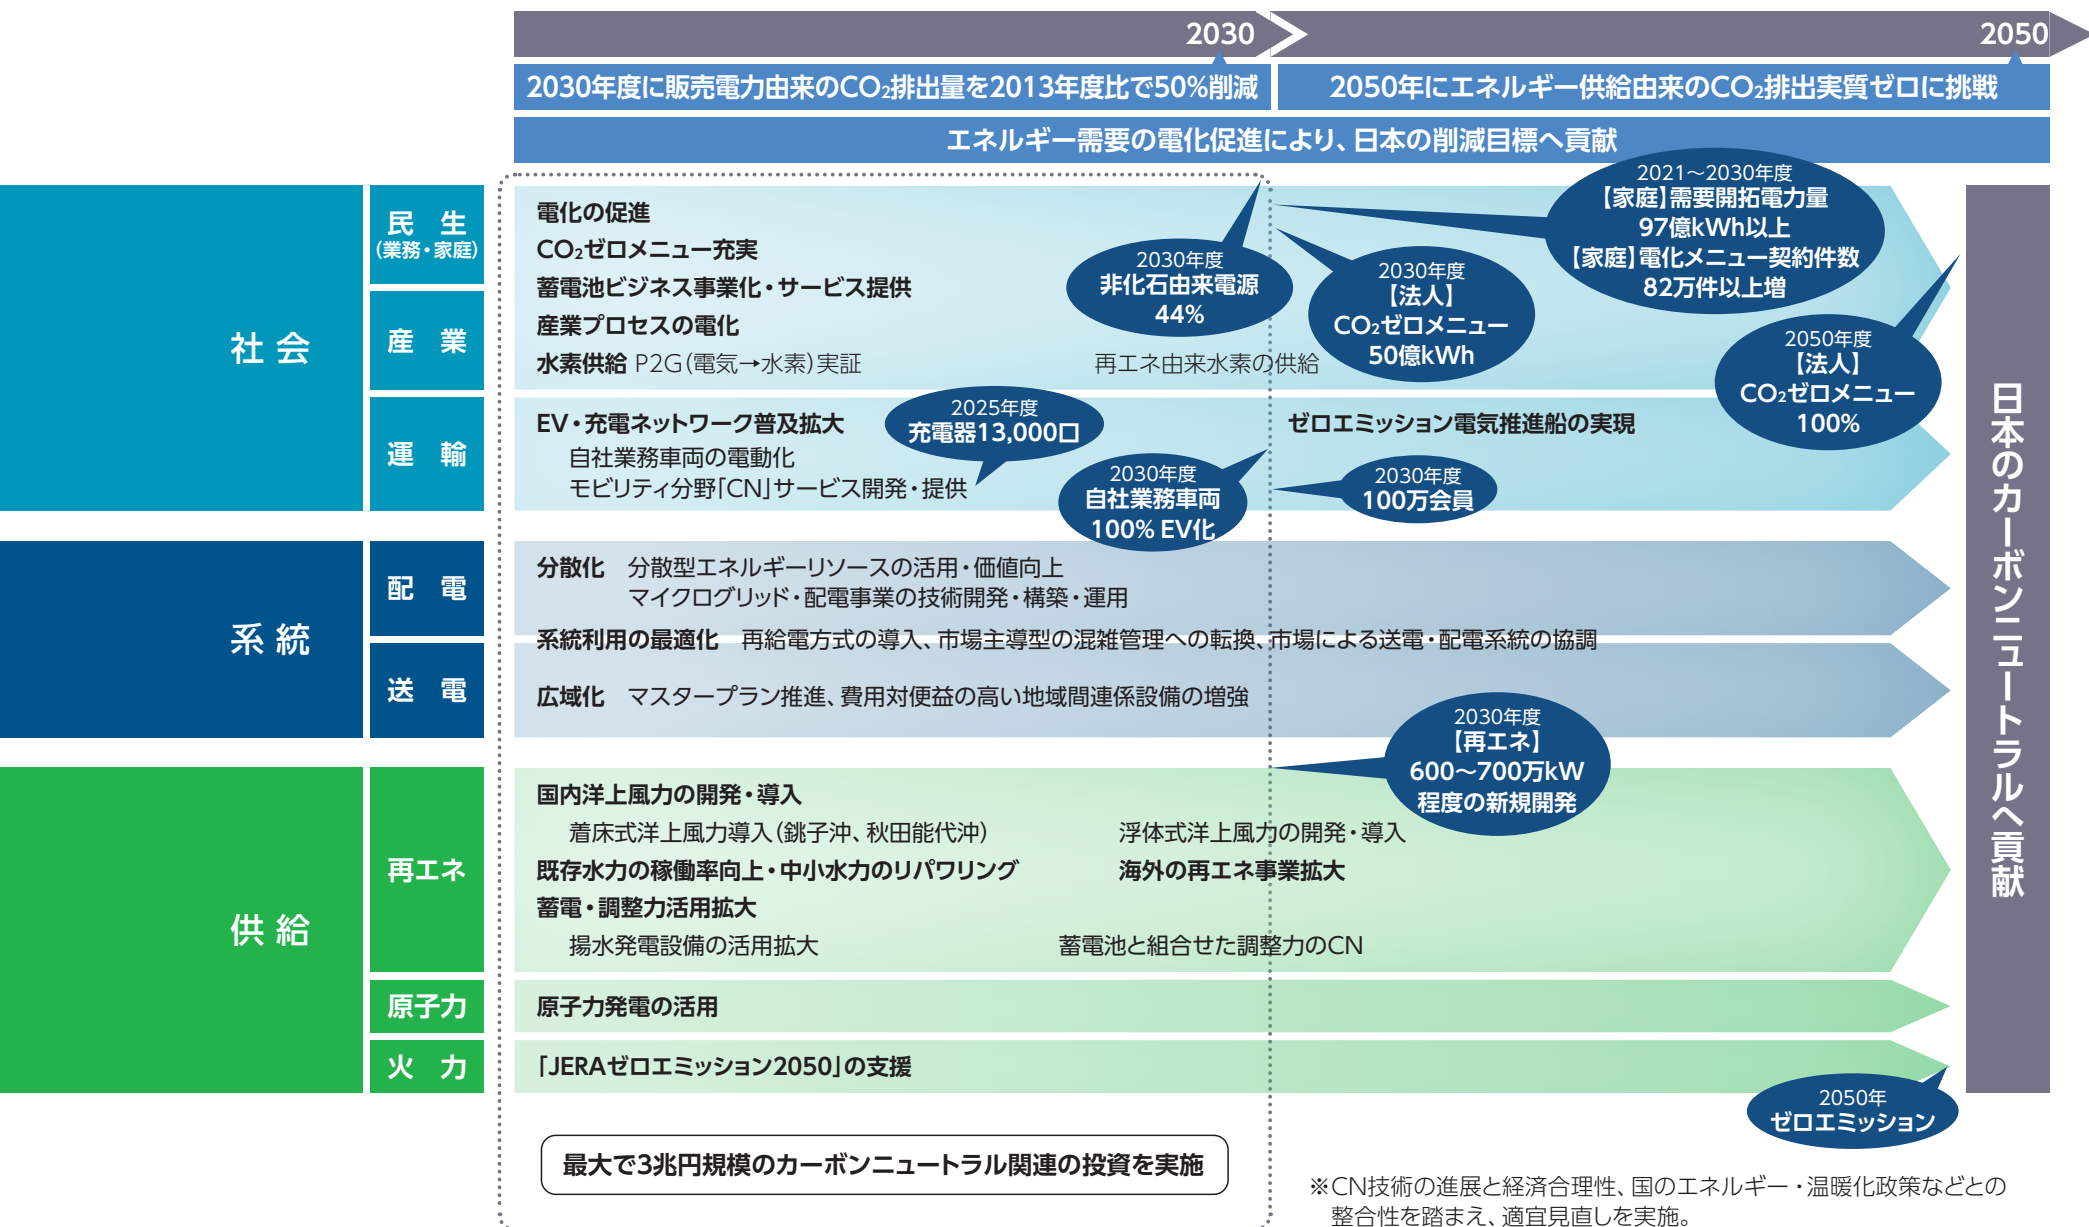 2030
2050
2030年度に販売電力由来のCO₂排出量を2013年度比で50%削減
2050年にエネルギー供給由来のCO₂排出実質ゼロに挑戦
エネルギー需要の電化促進により、日本の削減目標へ貢献
社会
民生
(業務・家庭)
産業
運輸
電化の促進
CO₂ゼロメニュー充実
蓄電池ビジネス事業化・サービス提供
産業プロセスの電化
水素供給 P2G(電気→水素)実証
再エネ由来水素の供給
2030年度
非化石由来電源
44%
2030年度
【法人】
CO₂ゼロメニュー
50億kWh
2021〜2030年度
【家庭】需要開拓電力量
97億kWh以上
【家庭】電化メニュー契約件数
82万件以上増
2050年度
【法人】
CO₂ゼロメニュー
100%
EV・充電ネットワーク普及拡大
自社業務車両の電動化
モビリティ分野「CN」サービス開発・提供
2025年度
充電器13,000口
ゼロエミッション電気推進船の実現
2030年度
自社業務車両
100% EV化
2030年度
100万会員
系統
配電
送電
分散化 分散型エネルギーリソースの活用・価値向上
マイクログリッド・配電事業の技術開発・構築・運用
系統利用の最適化 再給電方式の導入、市場主導型の混雑管理への転換、市場による送電・配電系統の協調
広域化 マスタープラン推進、費用対便益の高い地域間連係設備の増強
2030年度
【再エネ】
600〜700万kW
程度の新規開発
供給
再エネ
原子力
火力
国内洋上風力の開発・導入
着床式洋上風力導入(銚子沖、秋田能代沖)
浮体式洋上風力の開発・導入
既存水力の稼働率向上・中小水力のリパワリング
海外の再エネ事業拡大
蓄電・調整力活用拡大
揚水発電設備の活用拡大
蓄電池と組合せた調整力のCN
原子力発電の活用
「JERAゼロエミッション2050」の支援
2050年
ゼロエミッション
日本のカーボンニュートラルへ貢献
最大で3兆円規模のカーボンニュートラル関連の投資を実施
※CN技術の進展と経済合理性、国のエネルギー・温暖化政策などとの
整合性を踏まえ、適宜見直しを実施。